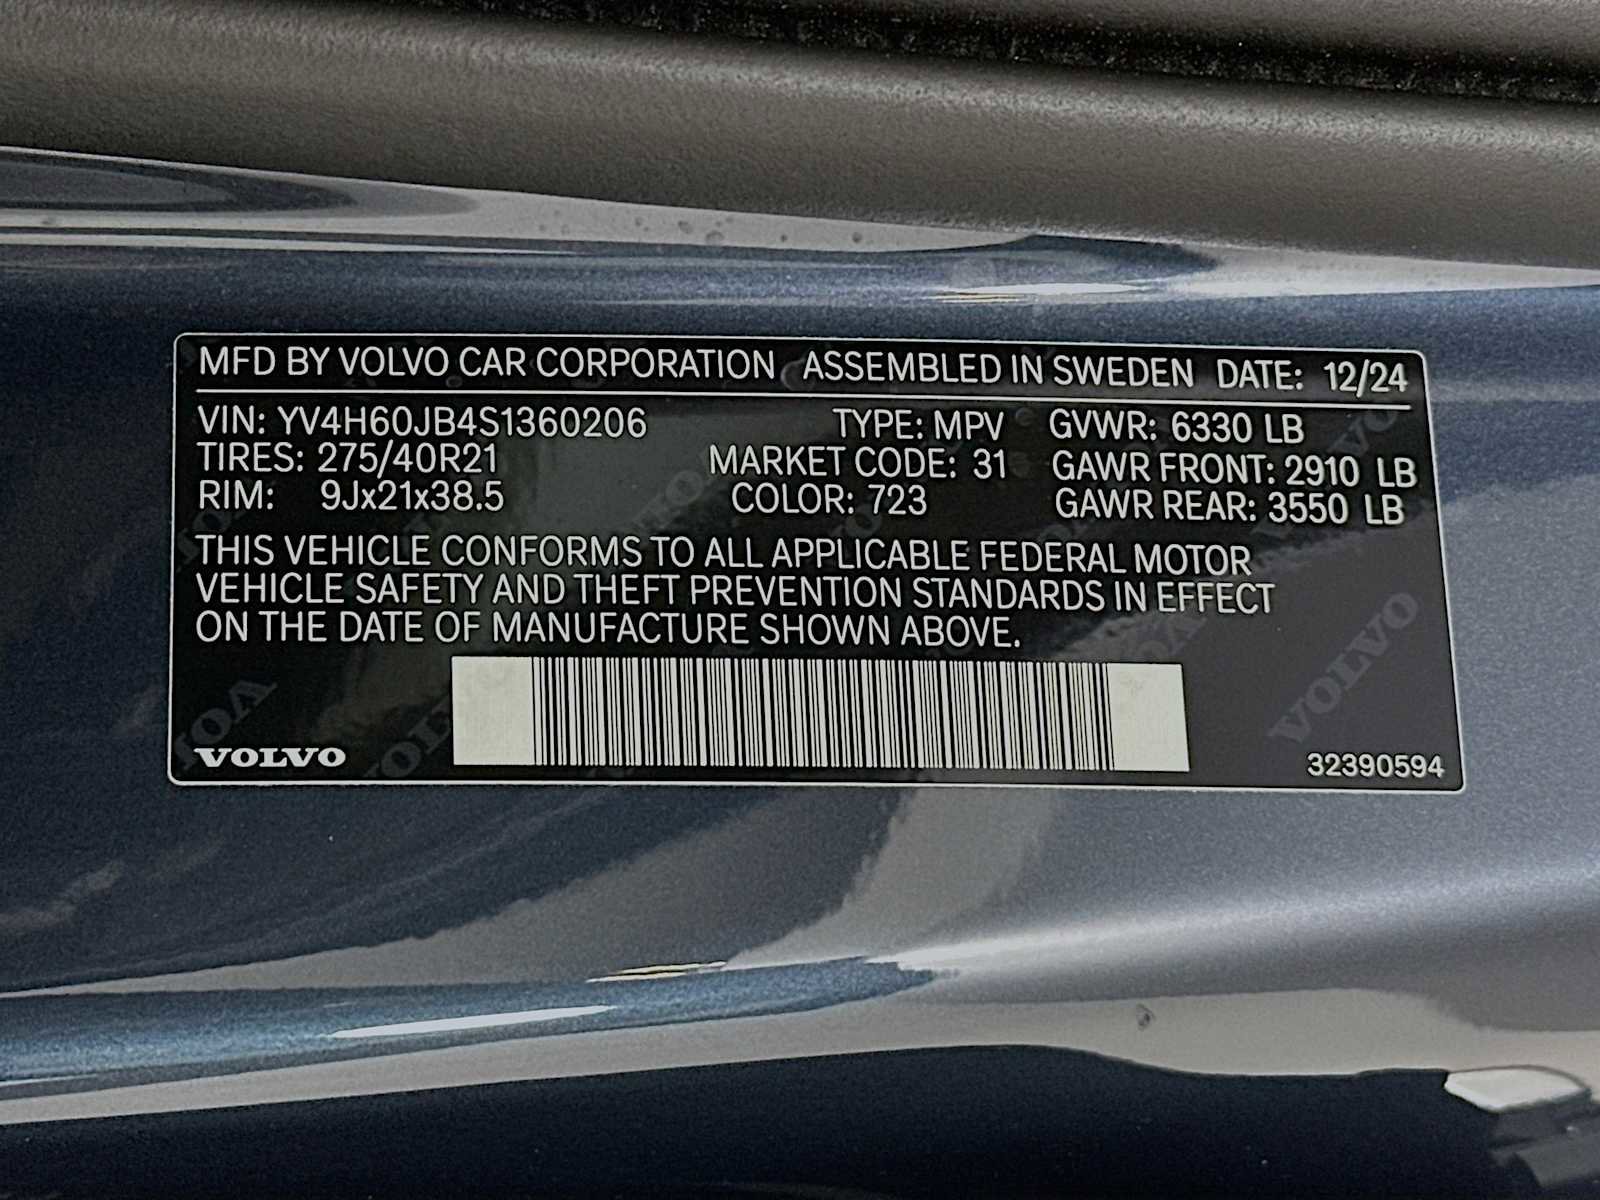 MFD BY VOLVO CAR CORPORATION ASSEMBLED IN SWEDEN DATE: 12/24
VIN: YV4H60JB4S1360206 TYPE: MPV GVWR: 6330 LB
TIRES: 275/40R21 MARKET CODE: 31 GAWR FRONT: 2910 LB
RIM: 9Jx21x38.5 COLOR: 723 GAWR REAR: 3550 LB
THIS VEHICLE CONFORMS TO ALL APPLICABLE FEDERAL MOTOR
VEHICLE SAFETY AND THEFT PREVENTION STANDARDS IN EFFECT
ON THE DATE OF MANUFACTURE SHOWN ABOVE.
VOLVO
32390594
VOLVO